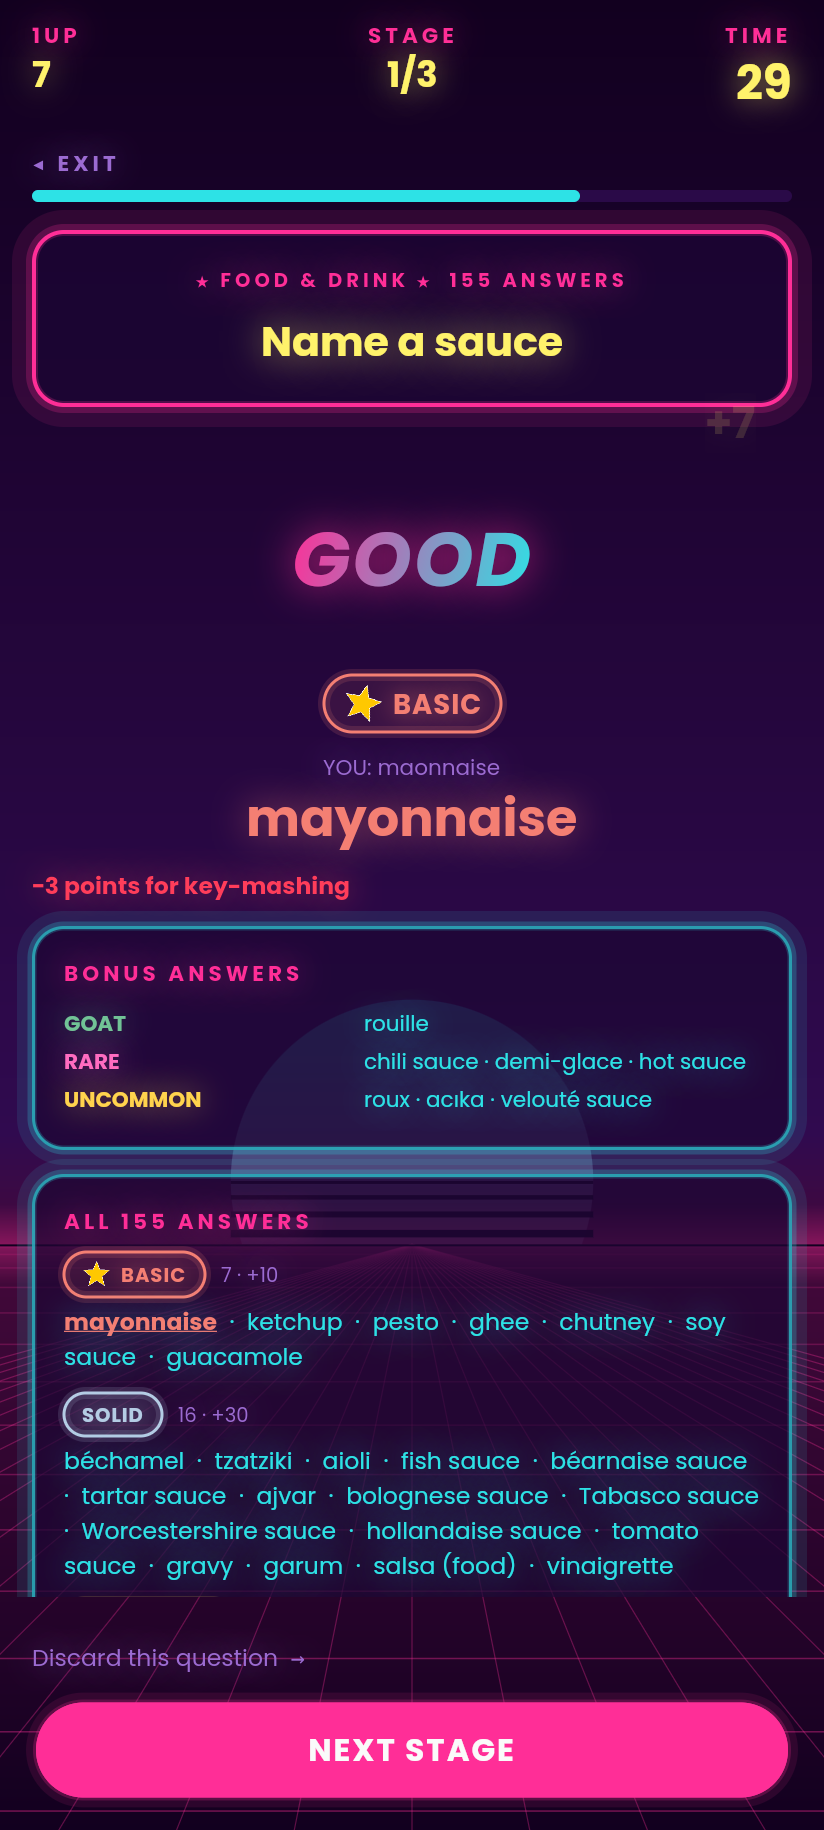 1UP
7
STAGE
1/3
TIME
29
◂ EXIT
★ FOOD & DRINK ★ 155 ANSWERS
Name a sauce
+7
GOOD
BASIC
YOU: maonnaise
mayonnaise
-3 points for key-mashing
BONUS ANSWERS
GOAT rouille
RARE chili sauce · demi-glace · hot sauce
UNCOMMON roux · acıka · velouté sauce
ALL 155 ANSWERS
BASIC 7 · +10
mayonnaise · ketchup · pesto · ghee · chutney · soy
sauce · guacamole
SOLID 16 · +30
béchamel · tzatziki · aioli · fish sauce · béarnaise sauce
· tartar sauce · ajvar · bolognese sauce · Tabasco sauce
· Worcestershire sauce · hollandaise sauce · tomato
sauce · gravy · garum · salsa (food) · vinaigrette
Discard this question →
NEXT STAGE